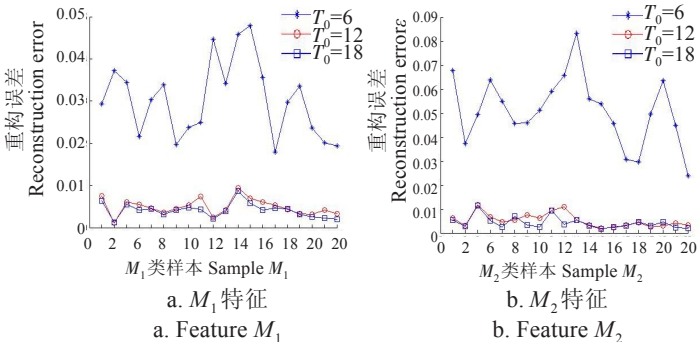 0.05
0.04
0.03
0.02
0.01
0
0 2 4 6 8 10 12 14 16 18 20
重构误差
Reconstruction error
T0=6
T0=12
T0=18
M1类样本 Sample M1
a. M1特征
a. Feature M1
0.09
0.08
0.07
0.06
0.05
0.04
0.03
0.02
0.01
0
0 2 4 6 8 10 12 14 16 18 20
重构误差
Reconstruction errorε
T0=6
T0=12
T0=18
M2类样本 Sample M2
b. M2特征
b. Feature M2